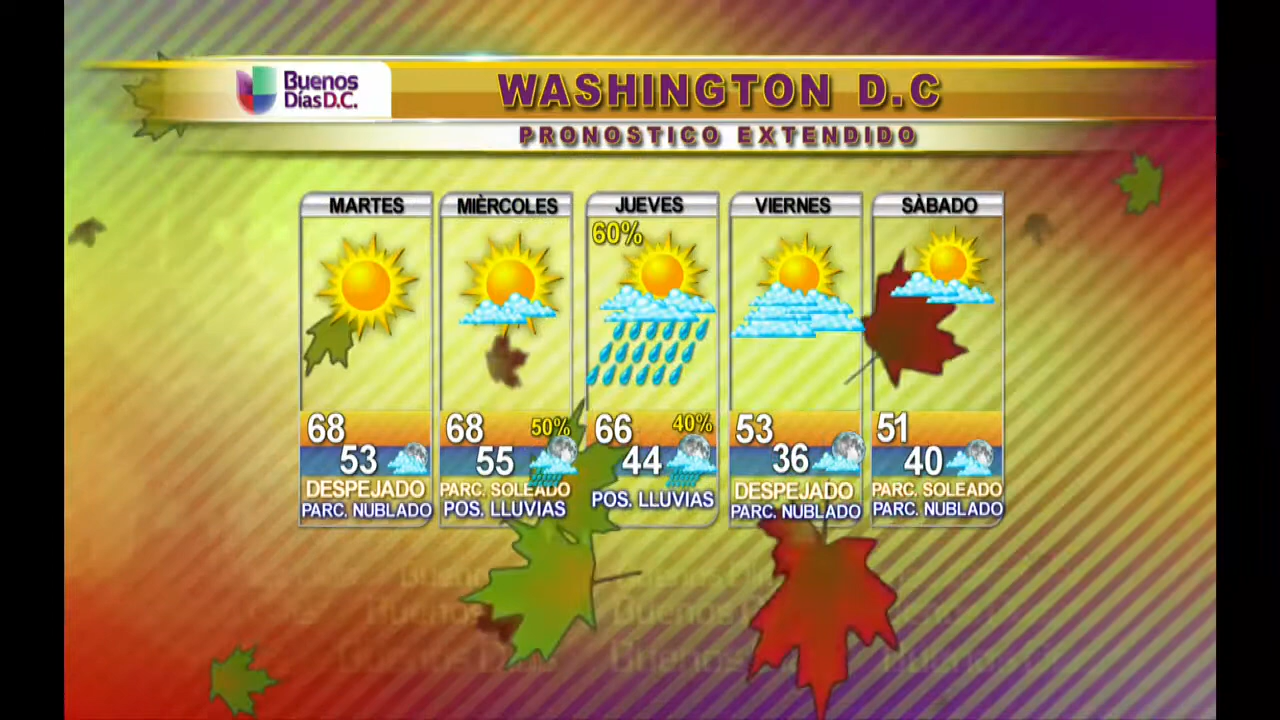 Buenos
Días D.C.
WASHINGTON D.C
PRONOSTICO EXTENDIDO
MARTES
68
53
DESPEJADO
PARC. NUBLADO
MIÈRCOLES
68
50%
55
PARC. SOLEADO
POS. LLUVIAS
JUEVES
60%
66
40%
44
POS. LLUVIAS
VIERNES
53
36
DESPEJADO
PARC. NUBLADO
SÀBADO
51
40
PARC. SOLEADO
PARC. NUBLADO